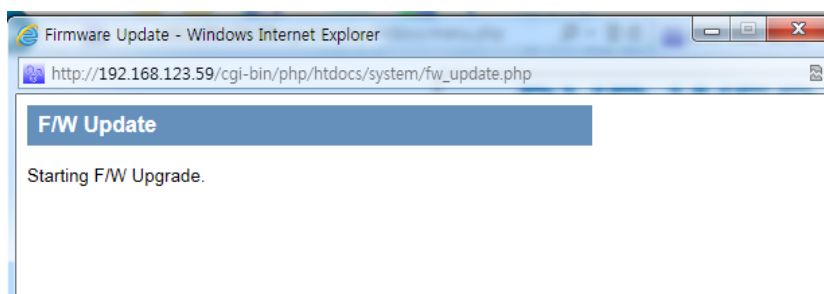 Firmware Update - Windows Internet Explorer
http://192.168.123.59/cgi-bin/php/htdocs/system/fw_update.php
F/W Update
Starting F/W Upgrade.